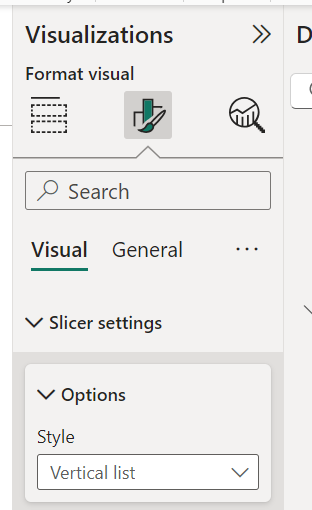 Visualizations
D
Format visual
Search
Visual
General
Slicer settings
Options
Style
Vertical list